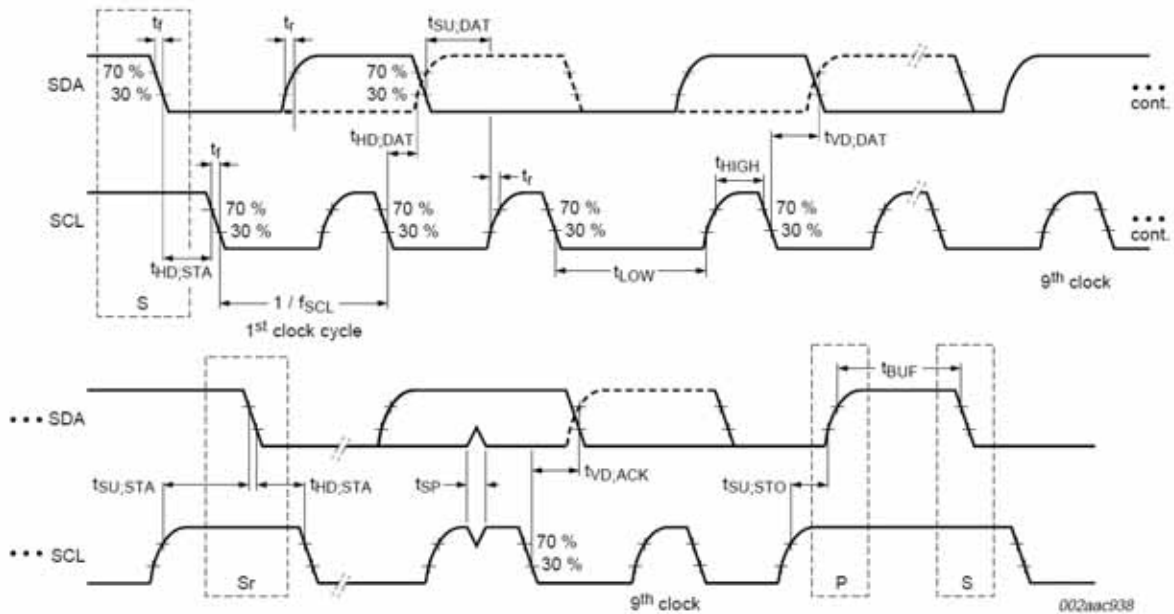 tf tr tSU;DAT
SDA 70 % 30 % 70 % 30 % ••• cont.
tHD;DAT tVD;DAT
tf tr tHIGH
SCL 70 % 30 % 70 % 30 % 70 % 30 % 70 % 30 % ••• cont.
tHD;STA tLOW
S 1 / fSCL 9th clock
1st clock cycle
tBUF
••• SDA
tSU;STA tHD;STA tSP tVD;ACK tSU;STO
••• SCL 70 % 30 %
Sr 9th clock P S
002aac938